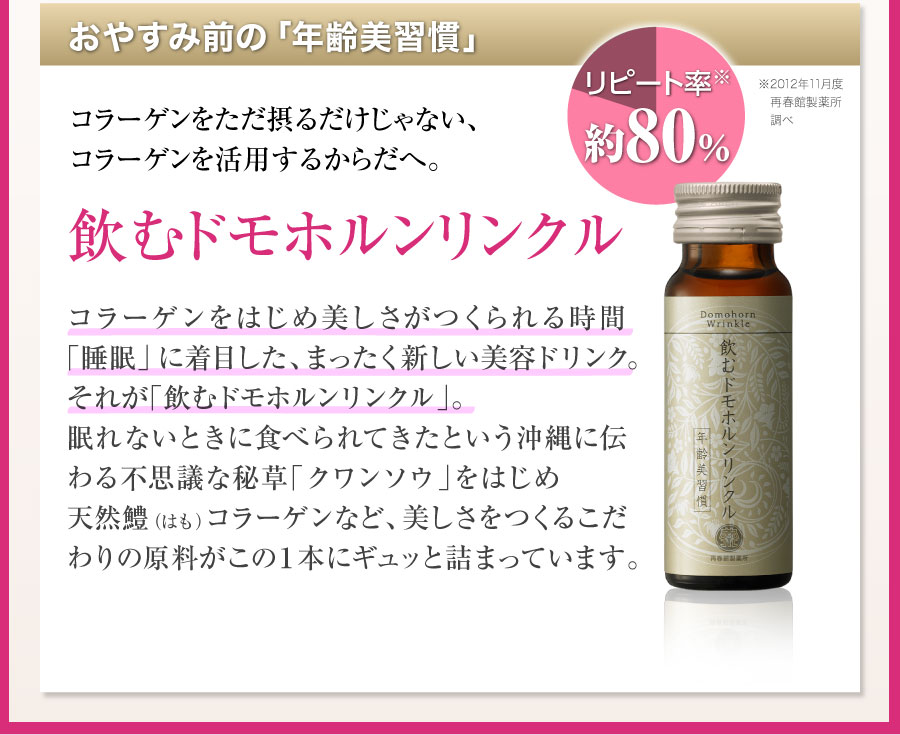 おやすみ前の「年齢美習慣」
リピート率※
約80%
※2012年11月度
再春館製薬所
調べ
コラーゲンをただ摂るだけじゃない、
コラーゲンを活用するからだへ。
飲むドモホルンリンクル
コラーゲンをはじめ美しさがつくられる時間
「睡眠」に着目した、まったく新しい美容ドリンク。
それが「飲むドモホルンリンクル」。
眠れないときに食べられてきたという沖縄に伝
わる不思議な秘草「クワンソウ」をはじめ
天然鱧(はも)コラーゲンなど、美しさをつくるこだ
わりの原料がこの1本にギュッと詰まっています。
Domohorn
Wrinkle
飲むドモホルンリンクル
年齢美習慣
再春館製薬所